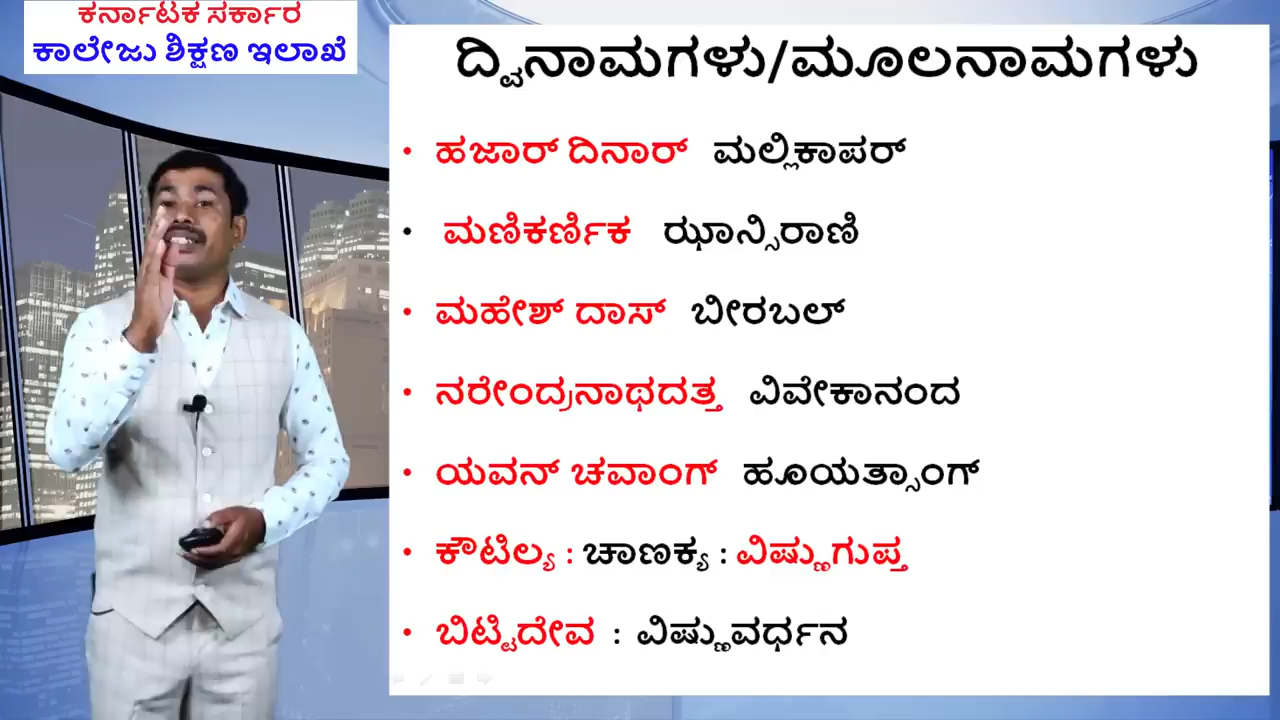 ಕರ್ನಾಟಕ ಸರ್ಕಾರ
ಕಾಲೇಜು ಶಿಕ್ಷಣ ಇಲಾಖೆ
ದ್ವಿನಾಮಗಳು/ಮೂಲನಾಮಗಳು
• ಹಜಾರ್ ದಿನಾರ್ ಮಲ್ಲಿಕಾಪರ್
• ಮಣಿಕರ್ಣಿಕ ಝಾನ್ಸಿರಾಣಿ
• ಮಹೇಶ್ ದಾಸ್ ಬೀರಬಲ್
• ನರೇಂದ್ರನಾಥದತ್ತ ವಿವೇಕಾನಂದ
• ಯವನ್ ಚವಾಂಗ್ ಹೂಯತ್ಸಾಂಗ್
• ಕೌಟಿಲ್ಯ : ಚಾಣಕ್ಯ : ವಿಷ್ಣುಗುಪ್ತ
• ಬಿಟ್ಟಿದೇವ : ವಿಷ್ಣುವರ್ಧನ